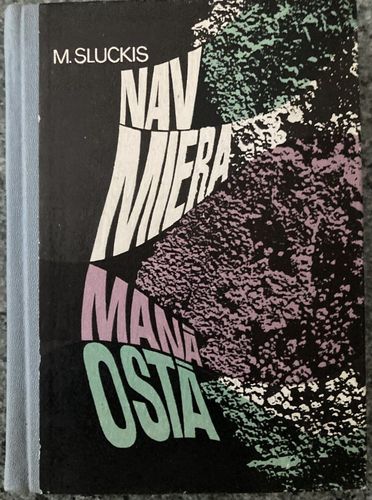 M. SLUCKIS
NAV
MIERA
MANĀ
OSTĀ